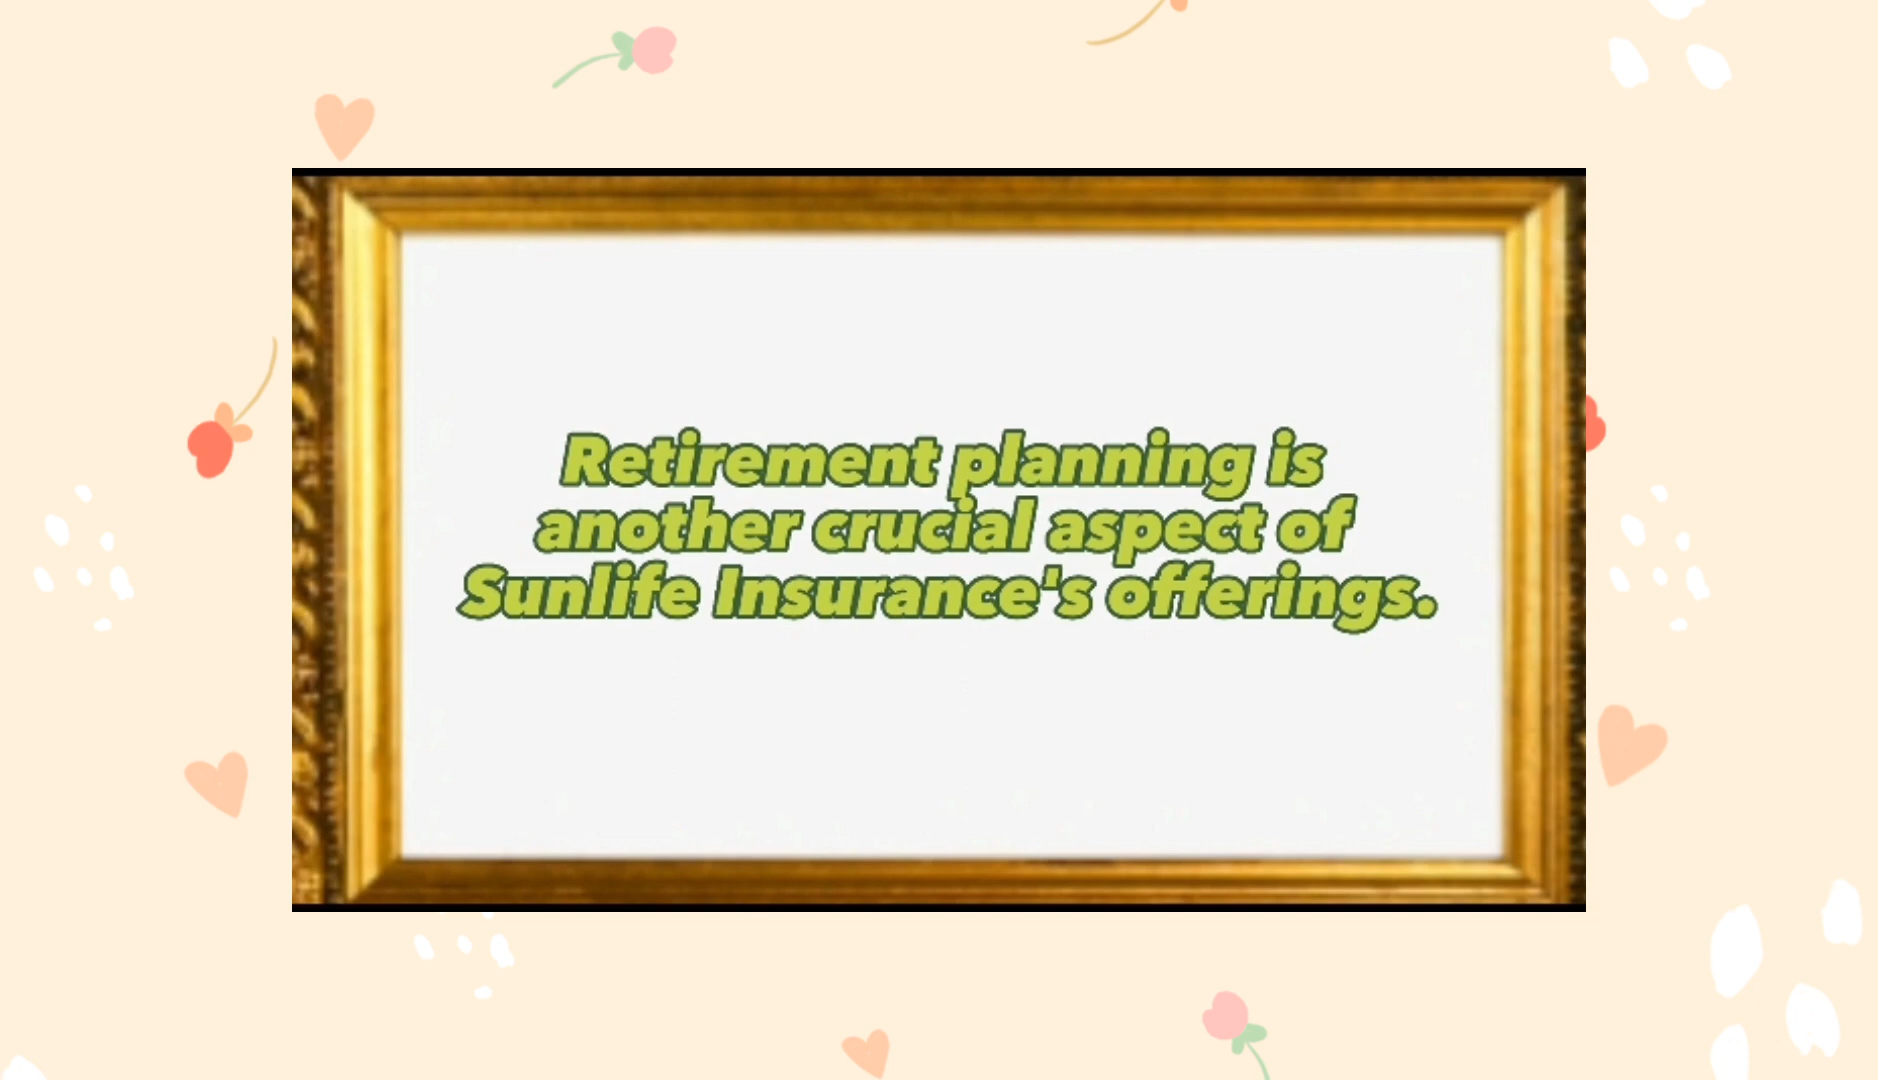 Retirement planning is
another crucial aspect of
Sunlife Insurance's offerings.